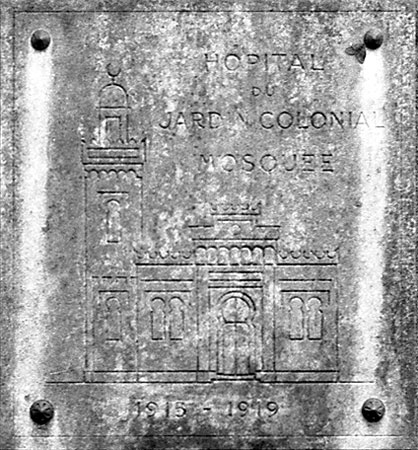 HOPITAL
DU
JARDIN COLONIAL
MOSQUEE
1915 - 1919